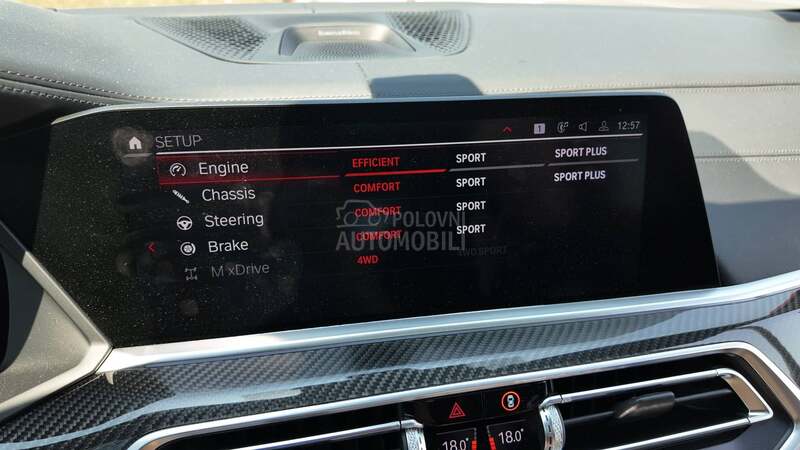 SETUP
1 12:57
Engine EFFICIENT SPORT SPORT PLUS
Chassis COMFORT SPORT SPORT PLUS
Steering COMFORT SPORT
Brake COMFORT SPORT
M xDrive 4WD 4WD SPORT
POLOVNI
AUTOMOBILI
18.0° 18.0°